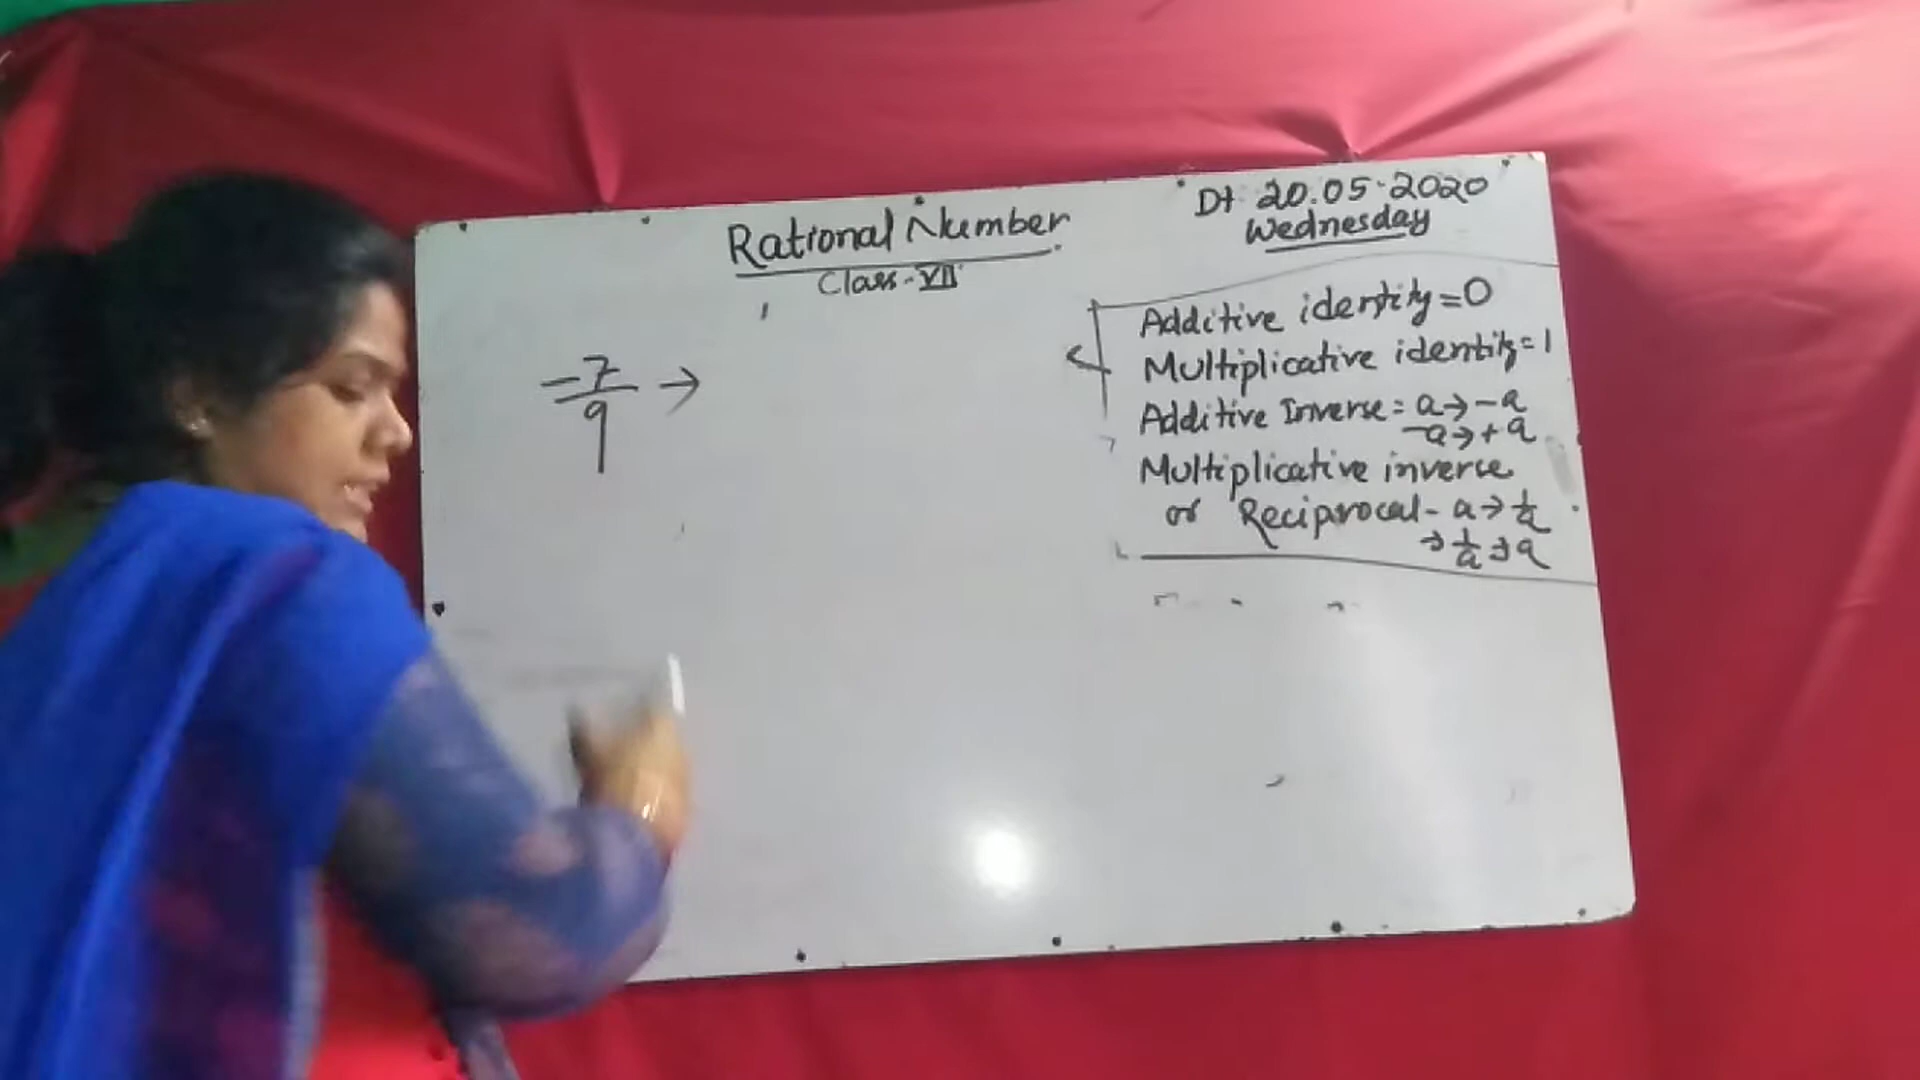 Rational Number
Class-VII
Dt 20.05.2020
Wednesday
-7/9 →
Additive identity=0
Multiplicative identity=1
Additive Inverse= a→-a
-a→+a
Multiplicative inverse
or Reciprocal- a→1/a
→1/a→a